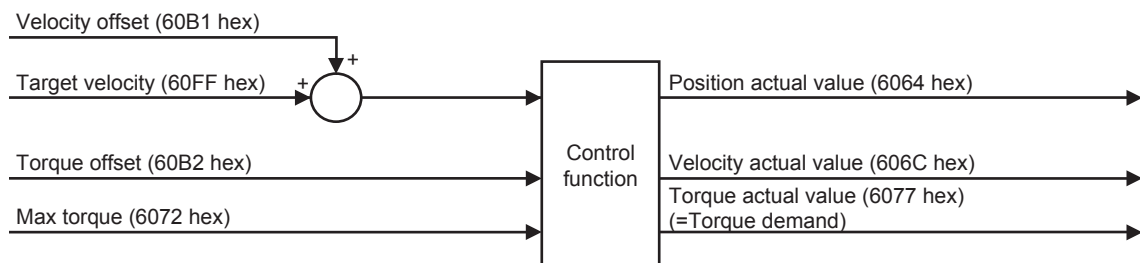 Velocity offset (60B1 hex)
+
+
Target velocity (60FF hex)
Position actual value (6064 hex)
Torque offset (60B2 hex)
Control
function
Velocity actual value (606C hex)
Max torque (6072 hex)
Torque actual value (6077 hex)
(=Torque demand)